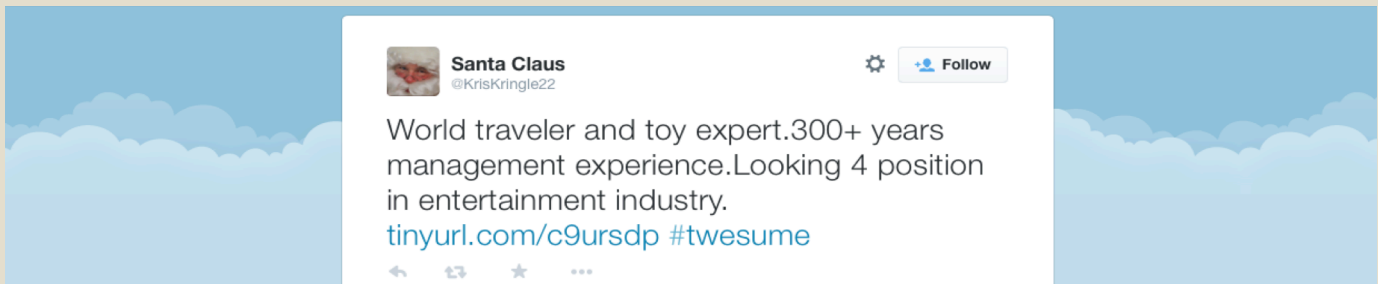 Santa Claus
@KrisKringle22
Follow
World traveler and toy expert.300+ years
management experience.Looking 4 position
in entertainment industry.
tinyurl.com/c9ursdp #twesume